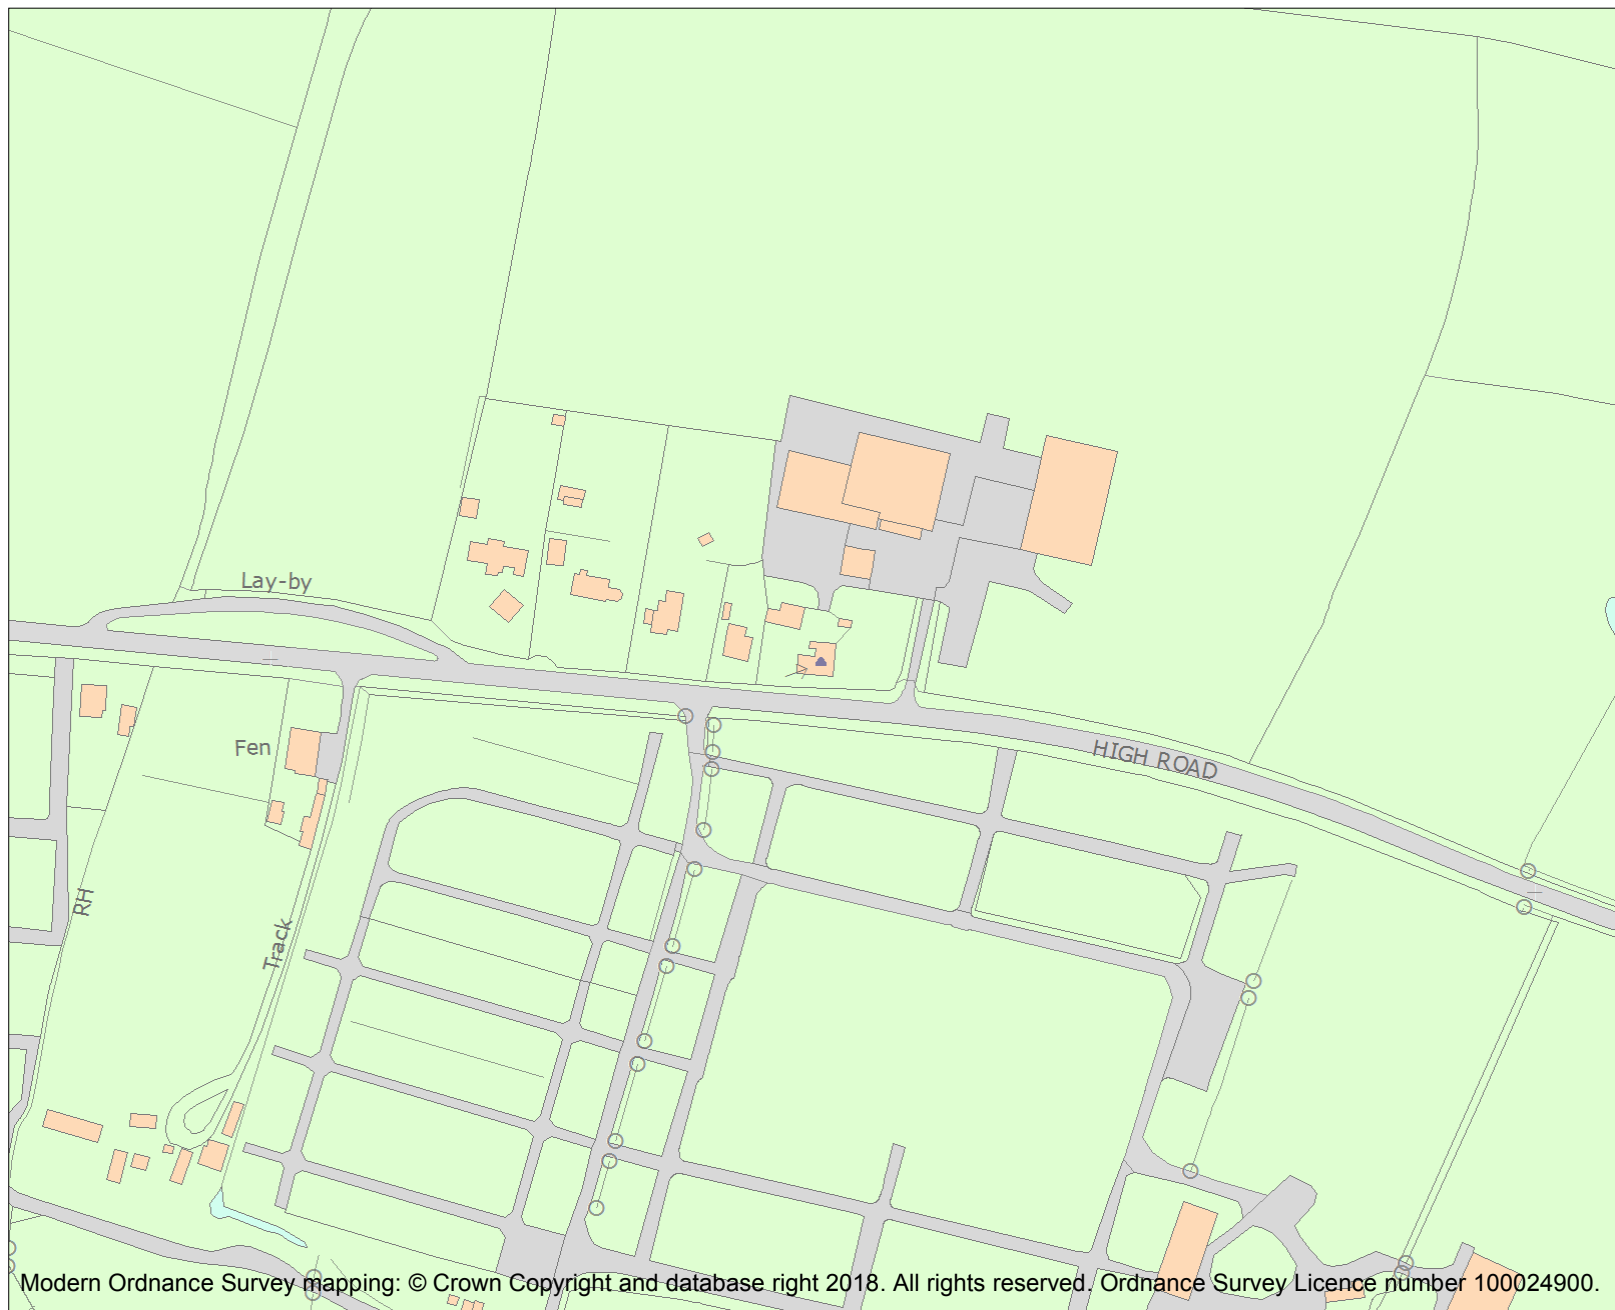 Lay-by
HIGH ROAD
Fen
RH
Track
Modern Ordnance Survey mapping: © Crown Copyright and database right 2018. All rights reserved. Ordnance Survey Licence number 100024900.